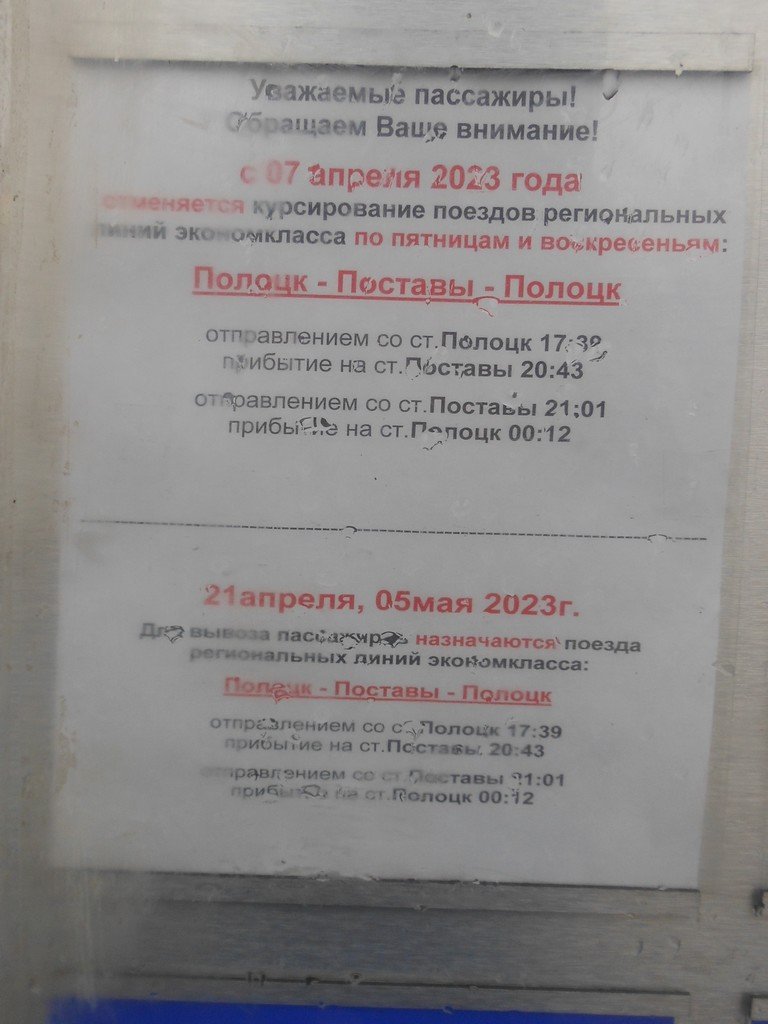 Уважаемые пассажиры!
Обращаем Ваше внимание!
с 07 апреля 2023 года
отменяется курсирование поездов региональных
линий экономкласса по пятницам и воскресеньям:
Полоцк - Поставы - Полоцк
отправлением со ст.Полоцк 17:39
прибытие на ст.Поставы 20:43
отправлением со ст.Поставы 21:01
прибытие на ст.Полоцк 00:12
21апреля, 05мая 2023г.
Для вывоза пассажиров назначаются поезда
региональных линий экономкласса:
Полоцк - Поставы - Полоцк
отправлением со ст.Полоцк 17:39
прибытие на ст.Поставы 20:43
отправлением со ст.Поставы 21:01
прибытие на ст.Полоцк 00:12